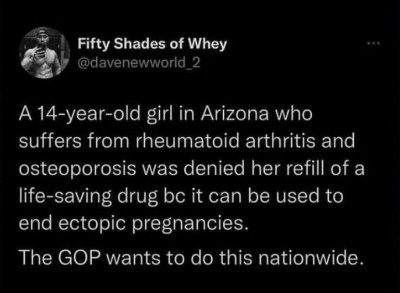 Fifty Shades of Whey
@davenewworld_2
A 14-year-old girl in Arizona who
suffers from rheumatoid arthritis and
osteoporosis was denied her refill of a
life-saving drug bc it can be used to
end ectopic pregnancies.
The GOP wants to do this nationwide.